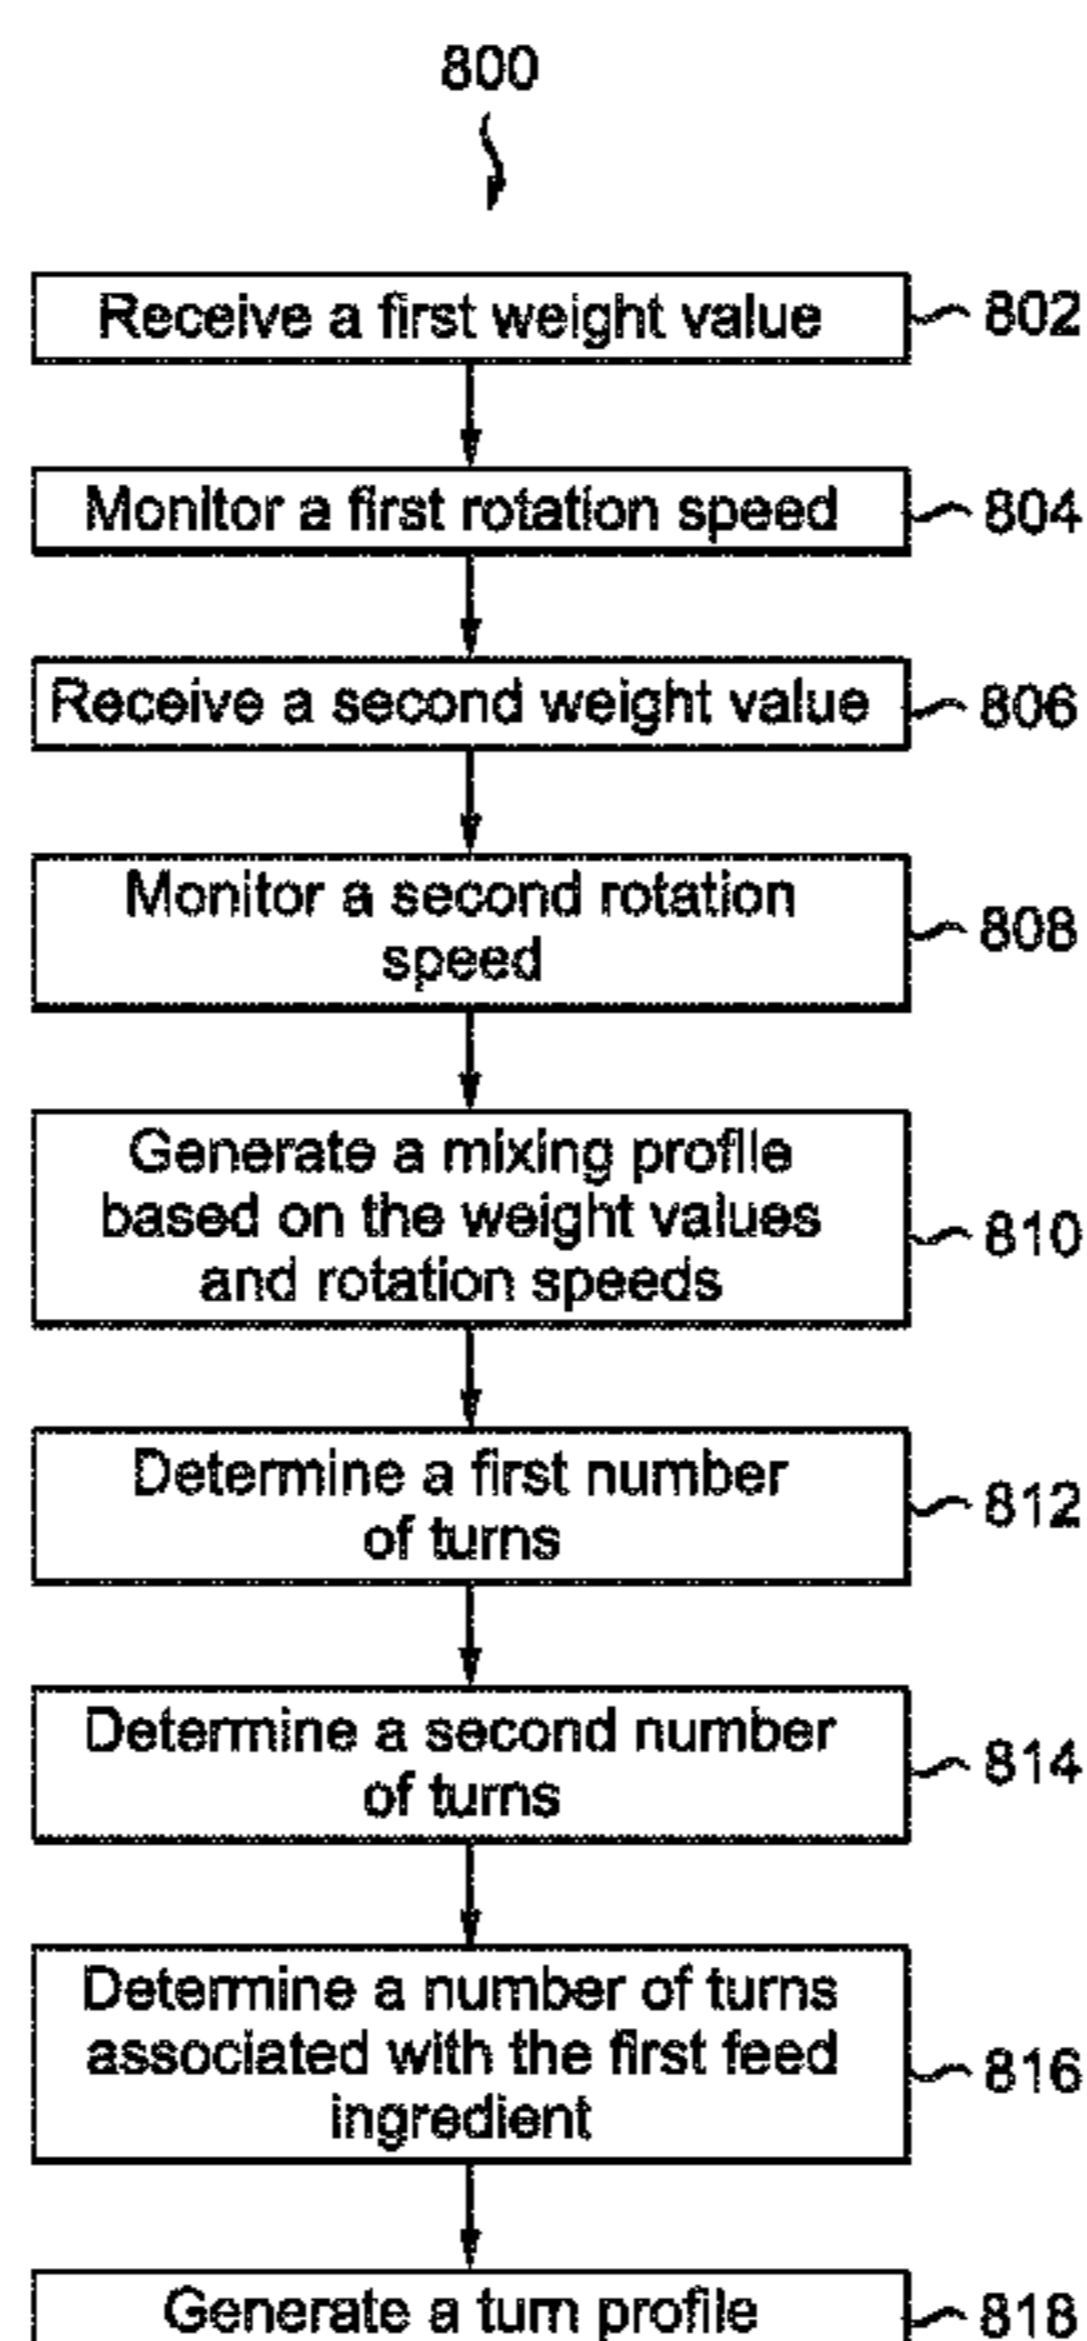 800
Receive a first weight value
802
Monitor a first rotation speed
804
Receive a second weight value
806
Monitor a second rotation
speed
808
Generate a mixing profile
based on the weight values
and rotation speeds
810
Determine a first number
of turns
812
Determine a second number
of turns
814
Determine a number of turns
associated with the first feed
ingredient
816
Generate a turn profile
818